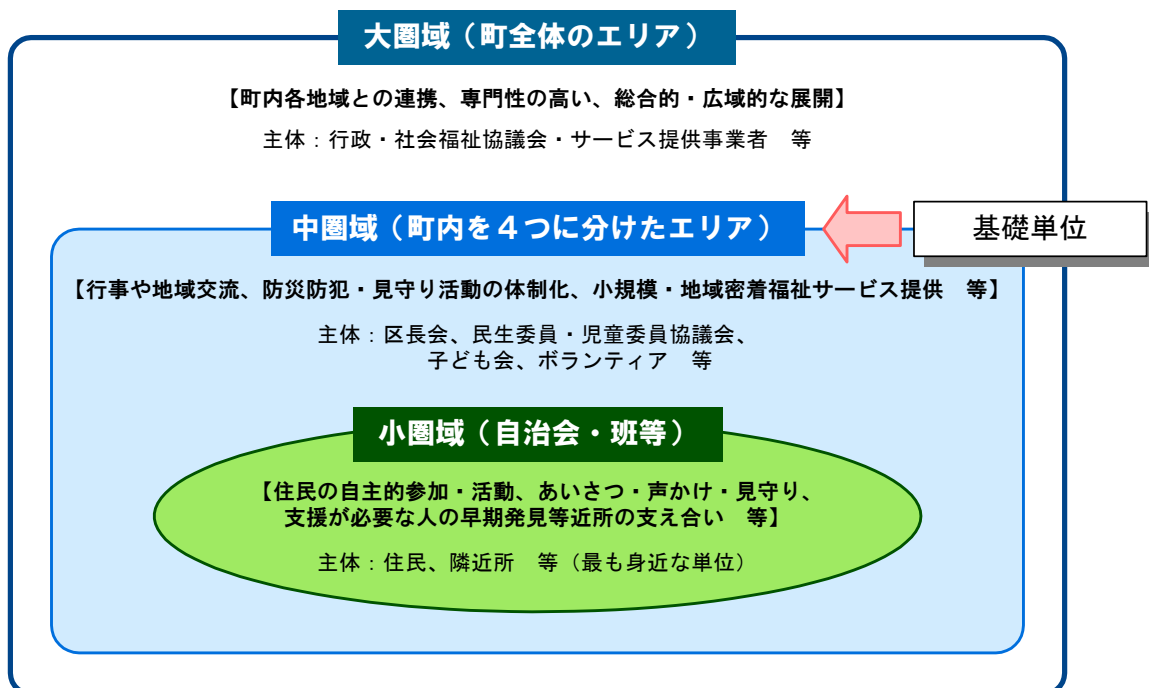 大圏域（町全体のエリア）
【町内各地域との連携、専門性の高い、総合的・広域的な展開】
主体：行政・社会福祉協議会・サービス提供事業者　等
中圏域（町内を４つに分けたエリア）
基礎単位
【行事や地域交流、防災防犯・見守り活動の体制化、小規模・地域密着福祉サービス提供　等】
主体：区長会、民生委員・児童委員協議会、
子ども会、ボランティア　等
小圏域（自治会・班等）
【住民の自主的参加・活動、あいさつ・声かけ・見守り、
支援が必要な人の早期発見等近所の支え合い　等】
主体：住民、隣近所　等（最も身近な単位）